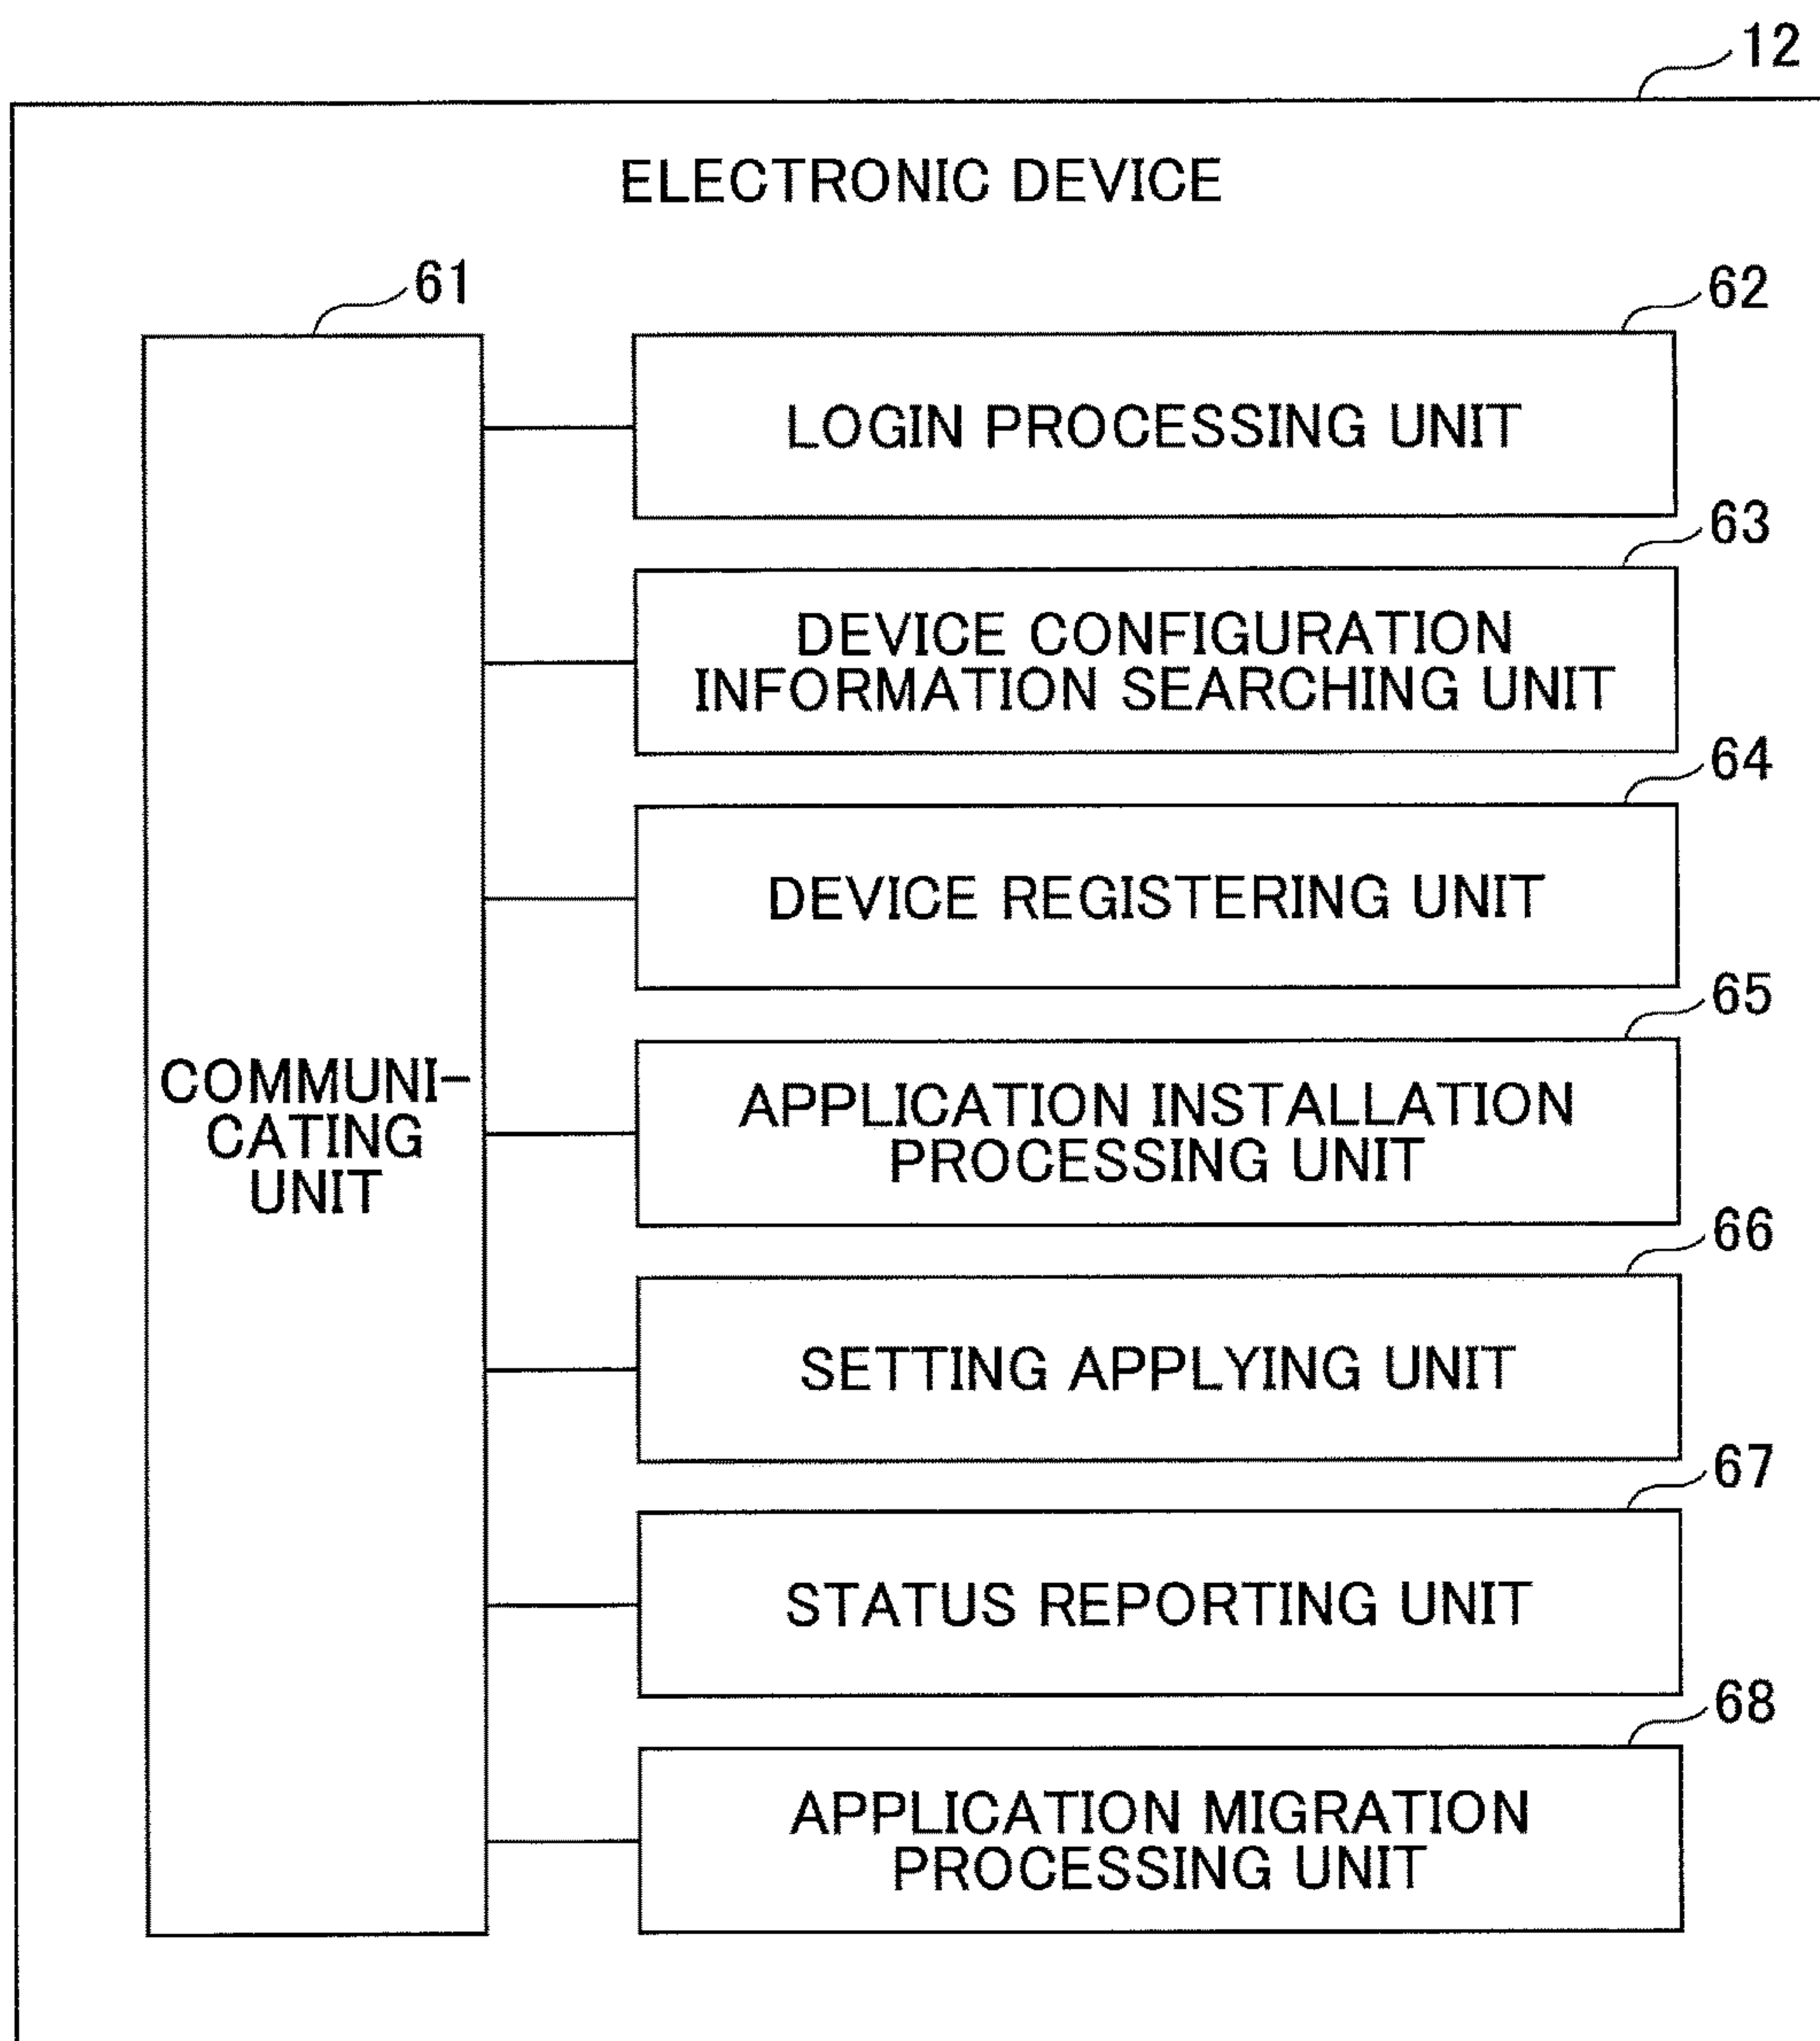 12
ELECTRONIC DEVICE
61
COMMUNI-
CATING
UNIT
62
LOGIN PROCESSING UNIT
63
DEVICE CONFIGURATION
INFORMATION SEARCHING UNIT
64
DEVICE REGISTERING UNIT
65
APPLICATION INSTALLATION
PROCESSING UNIT
66
SETTING APPLYING UNIT
67
STATUS REPORTING UNIT
68
APPLICATION MIGRATION
PROCESSING UNIT